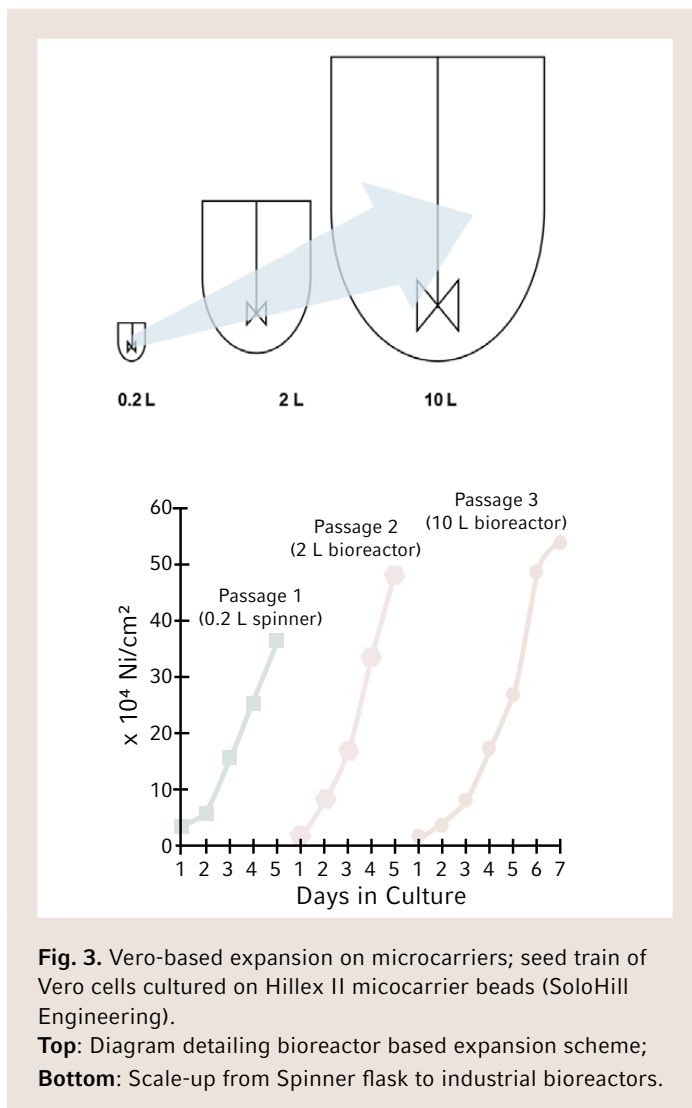 0.2 L 2 L 10 L
Passage 3
(10 L bioreactor)
Passage 2
(2 L bioreactor)
Passage 1
(0.2 L spinner)
60
50
40
30
20
10
0
x 10⁴ Ni/cm²
1 2 3 4 5 1 2 3 4 5 1 2 3 4 5 6 7
Days in Culture
Fig. 3. Vero-based expansion on microcarriers; seed train of
Vero cells cultured on Hillex II micocarrier beads (SoloHill
Engineering).
Top: Diagram detailing bioreactor based expansion scheme;
Bottom: Scale-up from Spinner flask to industrial bioreactors.